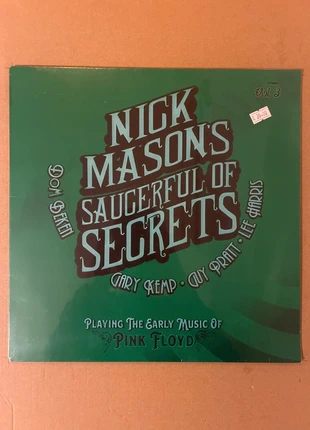 NICK
MASON'S
SAUCERFUL OF
SECRETS
DOM BEKEN
GARY KEMP · GUY PRATT · LEE HARRIS
PLAYING THE EARLY MUSIC OF
PINK FLOYD